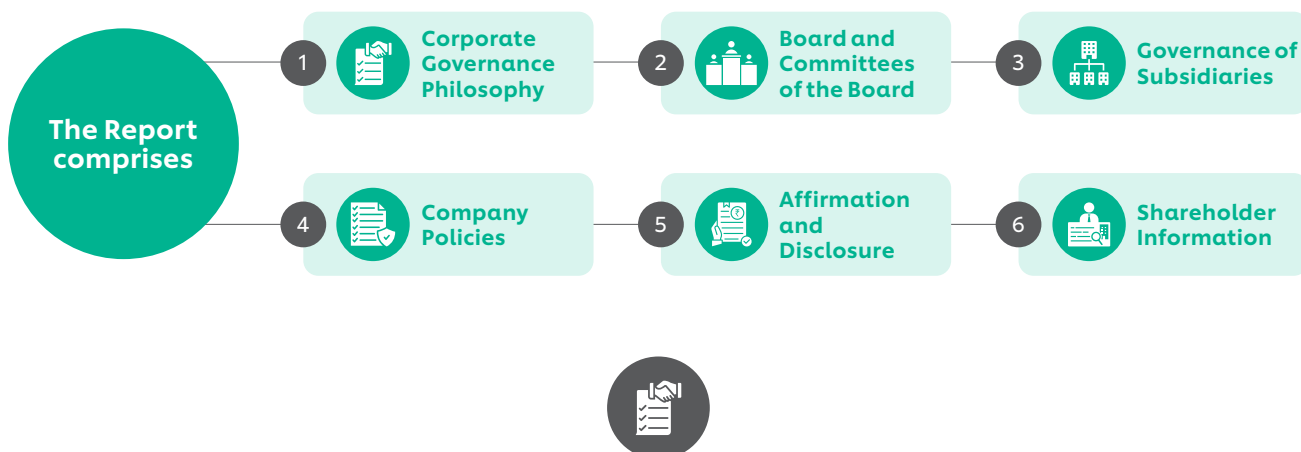 The Report
comprises
1
Corporate
Governance
Philosophy
2
Board and
Committees
of the Board
3
Governance of
Subsidiaries
4
Company
Policies
5
Affirmation
and
Disclosure
6
Shareholder
Information